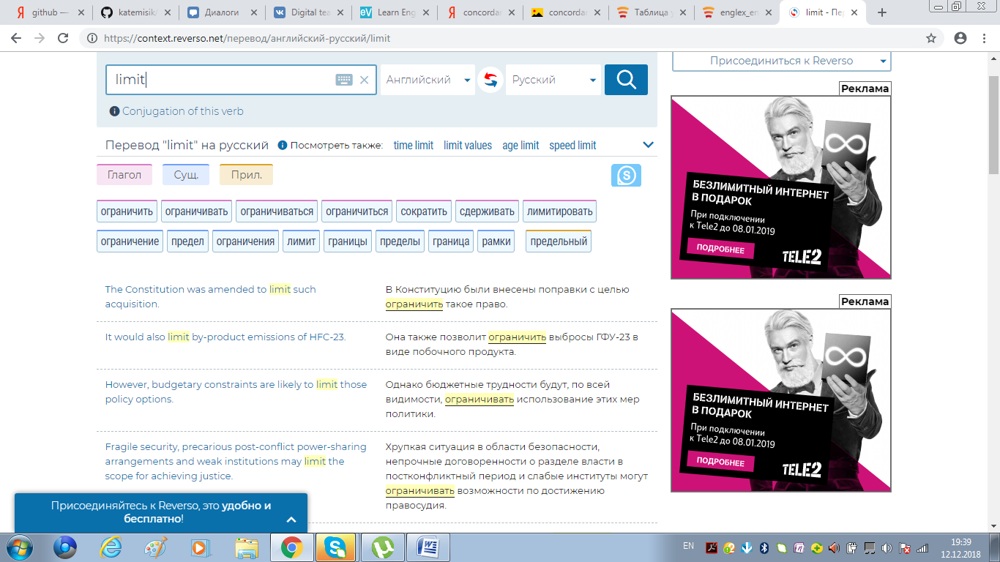 github —
katemisik/
Диалоги
Digital tea
Learn Eng
concordan
concordan
Таблица у
englex_en
limit - Пер
https://context.reverso.net/перевод/английский-русский/limit
limit
Английский
Русский
Присоединиться к Reverso
Conjugation of this verb
Реклама
Перевод "limit" на русский
Посмотреть также: time limit limit values age limit speed limit
Глагол Сущ. Прил.
S
ограничить ограничивать ограничиваться ограничиться сократить сдерживать лимитировать
ограничение предел ограничения лимит границы пределы граница рамки предельный
The Constitution was amended to limit such
acquisition.
В Конституцию были внесены поправки с целью
ограничить такое право.
It would also limit by-product emissions of HFC-23.
Она также позволит ограничить выбросы ГФУ-23 в
виде побочного продукта.
However, budgetary constraints are likely to limit those
policy options.
Однако бюджетные трудности будут, по всей
видимости, ограничивать использование этих мер
политики.
Fragile security, precarious post-conflict power-sharing
arrangements and weak institutions may limit the
scope for achieving justice.
Хрупкая ситуация в области безопасности,
непрочные договоренности о разделе власти в
постконфликтный период и слабые институты могут
ограничивать возможности по достижению
правосудия.
БЕЗЛИМИТНЫЙ ИНТЕРНЕТ
В ПОДАРОК
При подключении
к Tele2 до 08.01.2019
ПОДРОБНЕЕ
TELE2
Реклама
БЕЗЛИМИТНЫЙ ИНТЕРНЕТ
В ПОДАРОК
При подключении
к Tele2 до 08.01.2019
ПОДРОБНЕЕ
TELE2
Присоединяйтесь к Reverso, это удобно и
бесплатно!
EN
19:39
12.12.2018